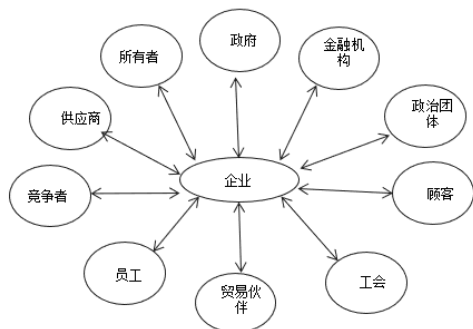 政府
所有者
金融机
构
供应商
政治团
体
企业
竞争者
顾客
员工
贸易伙
伴
工会